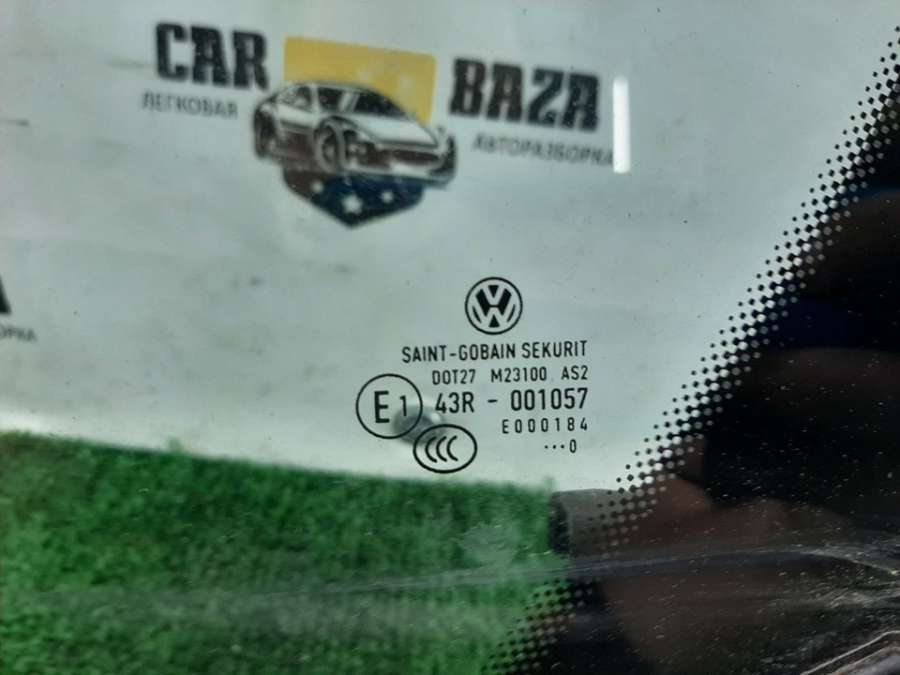 CAR BAZA
ЛЕГКОВАЯ АВТОРАЗБОРКА
SAINT-GOBAIN SEKURIT
DOT27 M23100 AS2
E1 43R - 001057
E000184
CCC ...0